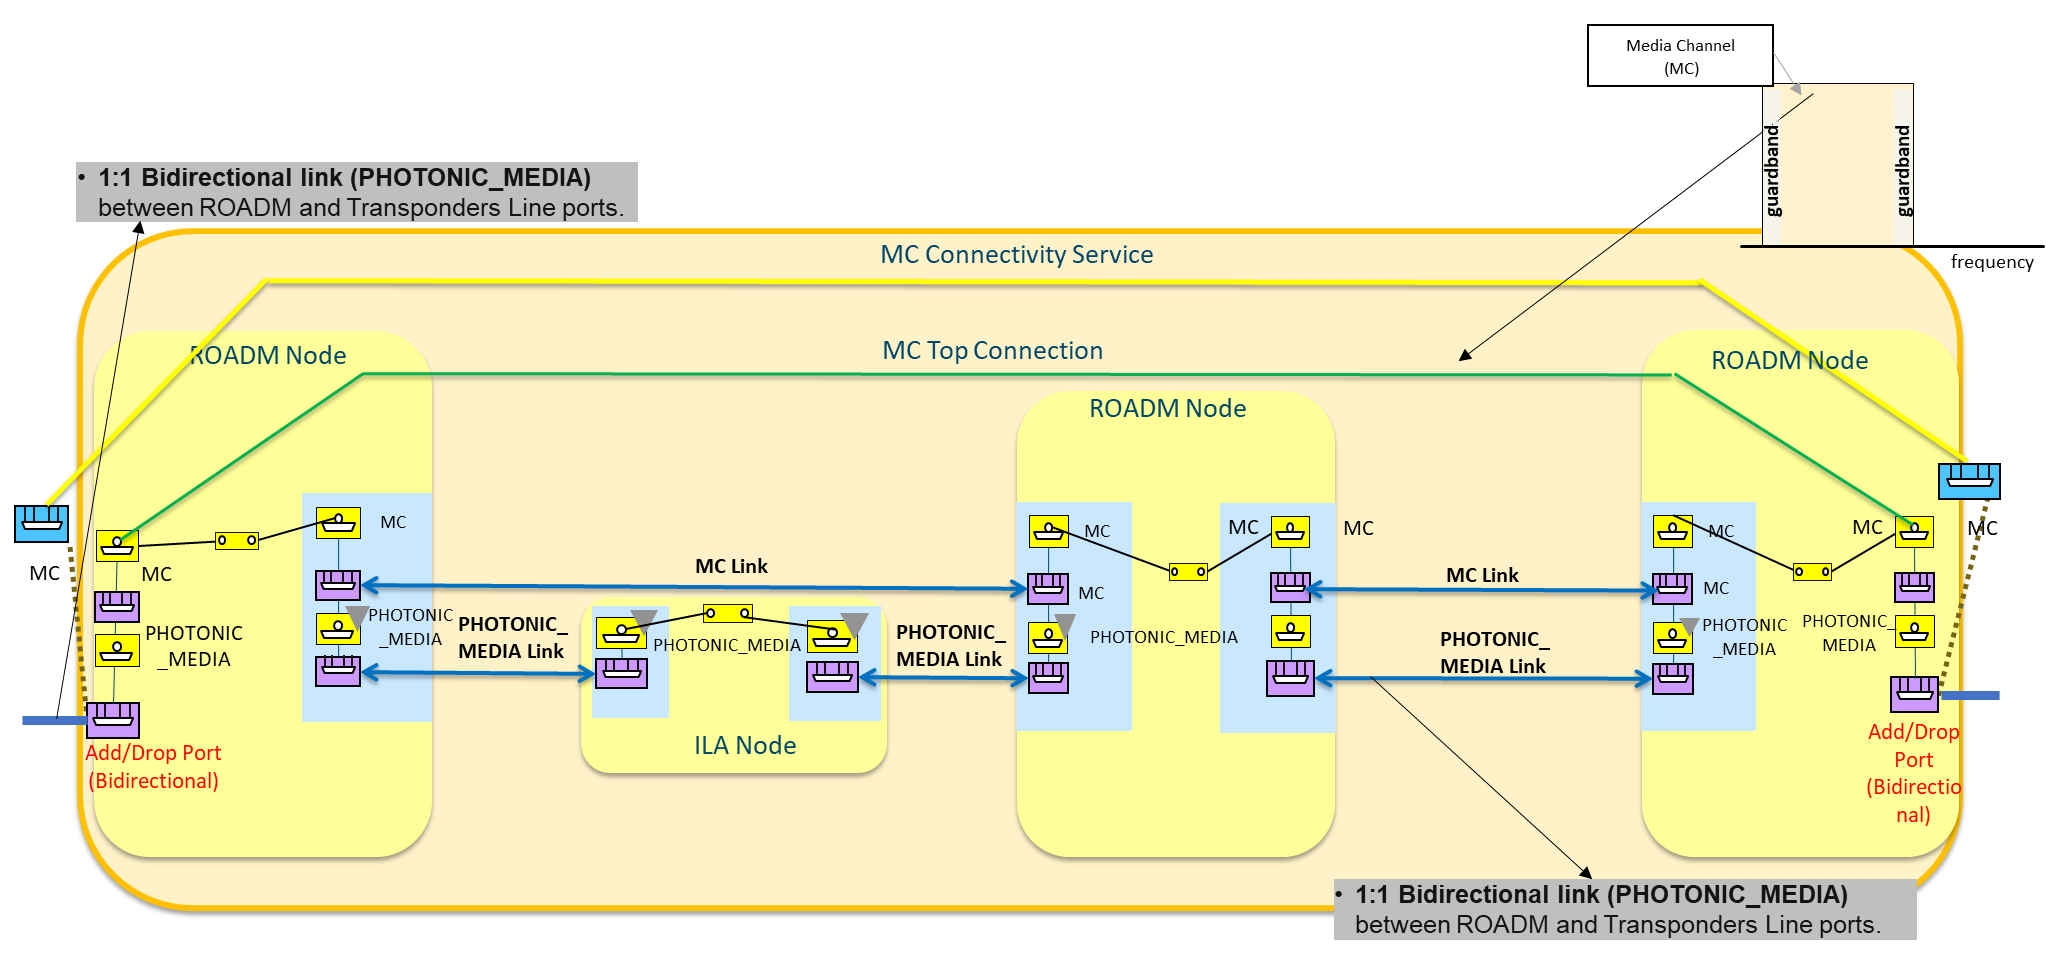 Media Channel
(MC)
guardband
guardband
frequency
• 1:1 Bidirectional link (PHOTONIC_MEDIA)
between ROADM and Transponders Line ports.
MC Connectivity Service
MC Top Connection
ROADM Node
ROADM Node
ROADM Node
MC
MC
MC
MC
MC
MC
MC
MC
MC
MC
MC
MC Link
MC Link
PHOTONIC
_MEDIA
PHOTONIC
_MEDIA
PHOTONIC_
MEDIA Link
PHOTONIC_MEDIA
PHOTONIC_
MEDIA Link
PHOTONIC_MEDIA
PHOTONIC_
MEDIA Link
PHOTONIC
_MEDIA
PHOTONIC_
MEDIA
ILA Node
Add/Drop Port
(Bidirectional)
Add/Drop
Port
(Bidirectio
nal)
• 1:1 Bidirectional link (PHOTONIC_MEDIA)
between ROADM and Transponders Line ports.